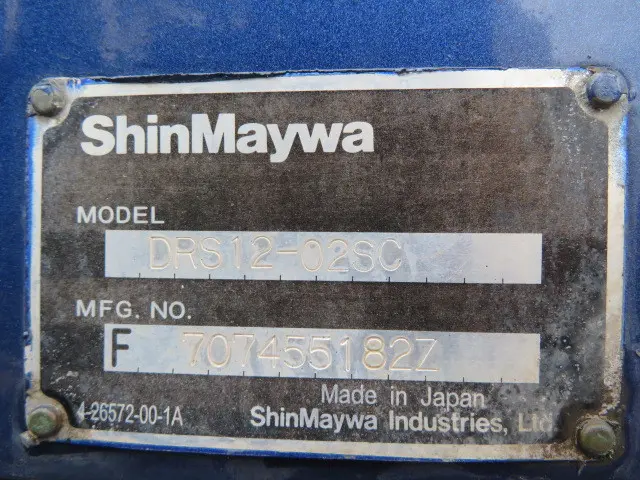 ShinMaywa
MODEL
DRS12-02SC
MFG. NO.
F 707455182Z
Made in Japan
4-26572-00-1A
ShinMaywa Industries, Ltd.